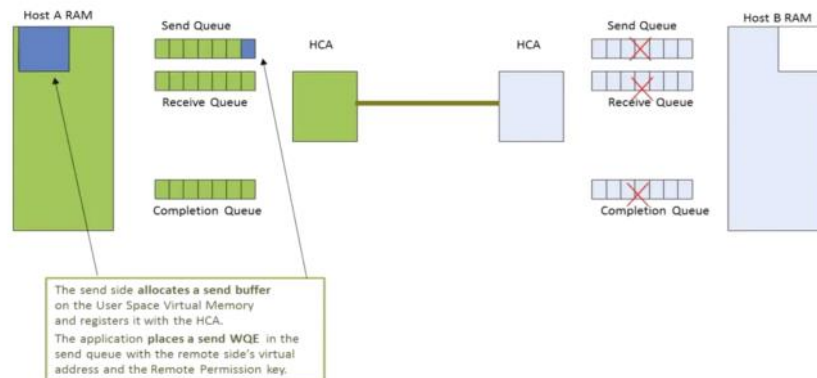 Host A RAM
Send Queue
HCA
HCA
Send Queue
Host B RAM
Receive Queue
Receive Queue
Completion Queue
Completion Queue
The send side allocates a send buffer
on the User Space Virtual Memory
and registers it with the HCA.
The application places a send WQE in the
send queue with the remote side's virtual
address and the Remote Permission key.